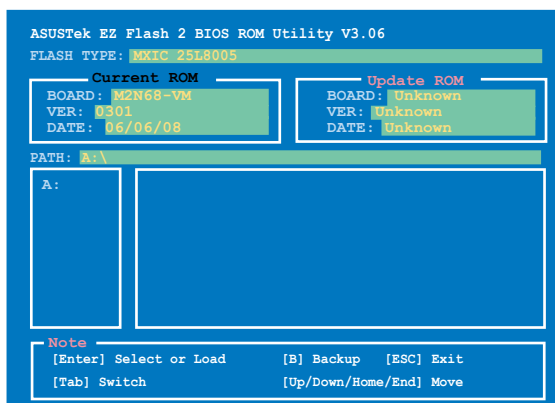 ASUSTek EZ Flash 2 BIOS ROM Utility V3.06
FLASH TYPE: MXIC 25L8005
Current ROM
BOARD: M2N68-VM
VER: 0301
DATE: 06/06/08
Update ROM
BOARD: Unknown
VER: Unknown
DATE: Unknown
PATH: A:\
A:
Note
[Enter] Select or Load [B] Backup [ESC] Exit
[Tab] Switch [Up/Down/Home/End] Move